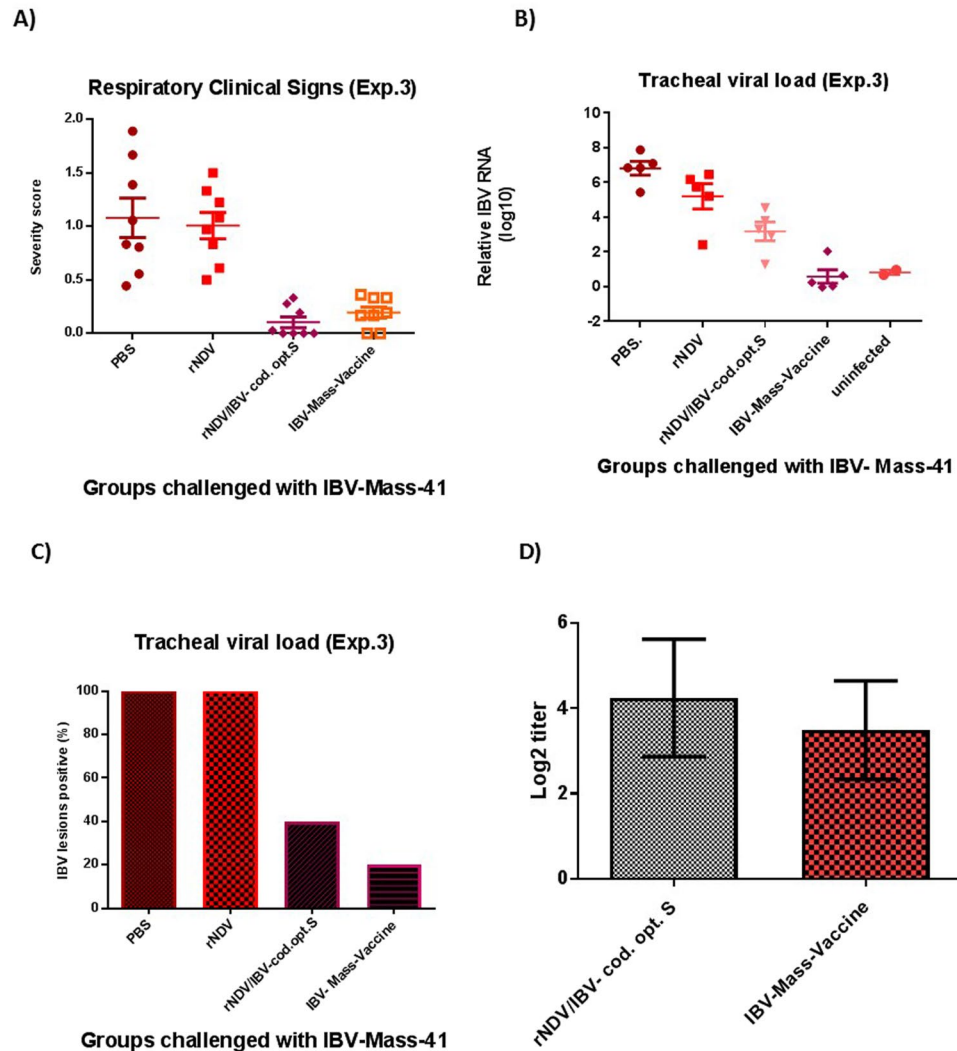 A)
Respiratory Clinical Signs (Exp.3)
Severity score
2.0
1.5
1.0
0.5
0.0
PBS
rNDV
rNDV/IBV- cod. opt.S
IBV-Mass-Vaccine
Groups challenged with IBV-Mass-41
B)
Tracheal viral load (Exp.3)
Relative IBV RNA
(log10)
10
8
6
4
2
0
-2
PBS.
rNDV
rNDV/IBV-cod.opt.S
IBV-Mass-Vaccine
uninfected
Groups challenged with IBV- Mass-41
C)
Tracheal viral load (Exp.3)
IBV lesions positive (%)
100
80
60
40
20
0
PBS
rNDV
rNDV/IBV-cod.opt.S
IBV- Mass-Vaccine
Groups challenged with IBV-Mass-41
D)
Log2 titer
6
4
2
0
rNDV/IBV- cod. opt. S
IBV-Mass-Vaccine